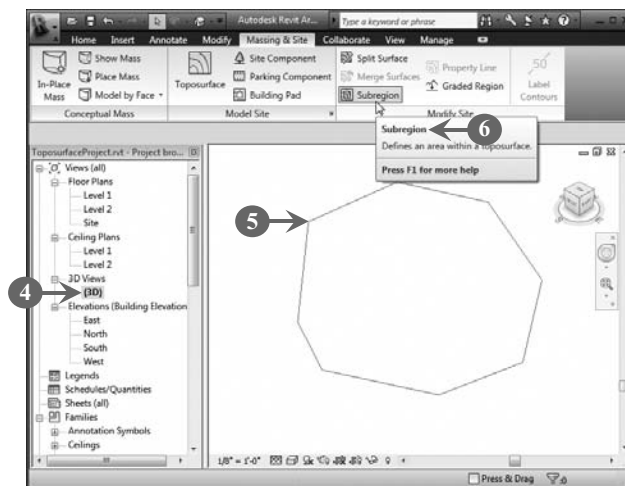 Autodesk Revit Ar...
Type a keyword or phrase
Home Insert Annotate Modify Massing & Site Collaborate View Manage
In-Place Mass
Show Mass
Place Mass
Model by Face
Conceptual Mass
Toposurface
Site Component
Parking Component
Building Pad
Model Site
Split Surface
Merge Surfaces
Subregion
Property Line
Graded Region
.50
Label Contours
Modify Site
Subregion
Defines an area within a toposurface.
Press F1 for more help
6
ToposurfaceProject.rvt - Project bro...
Views (all)
Floor Plans
Level 1
Level 2
Site
Ceiling Plans
Level 1
Level 2
3D Views
{3D}
Elevations (Building Elevation
East
North
South
West
Legends
Schedules/Quantities
Sheets (all)
Families
Annotation Symbols
Ceilings
4
5
1/8" = 1'-0"
Press & Drag
:0